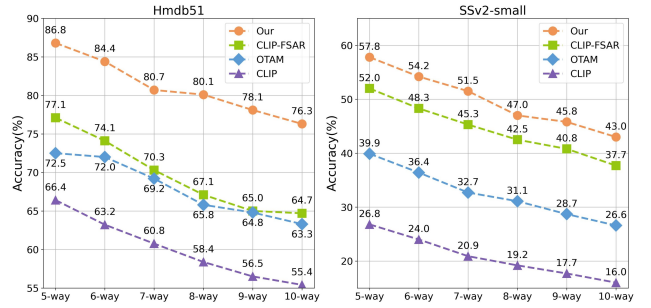 Hmdb51
Accuracy(%)
90
85
80
75
70
65
60
55
5-way 6-way 7-way 8-way 9-way 10-way
Our
CLIP-FSAR
OTAM
CLIP
86.8 84.4 80.7 80.1 78.1 76.3
77.1 74.1 70.3 67.1 65.0 64.7
72.5 72.0 69.2 65.8 64.8 63.3
66.4 63.2 60.8 58.4 56.5 55.4
SSv2-small
Accuracy(%)
60
50
40
30
20
5-way 6-way 7-way 8-way 9-way 10-way
Our
CLIP-FSAR
OTAM
CLIP
57.8 54.2 51.5 47.0 45.8 43.0
52.0 48.3 45.3 42.5 40.8 37.7
39.9 36.4 32.7 31.1 28.7 26.6
26.8 24.0 20.9 19.2 17.7 16.0